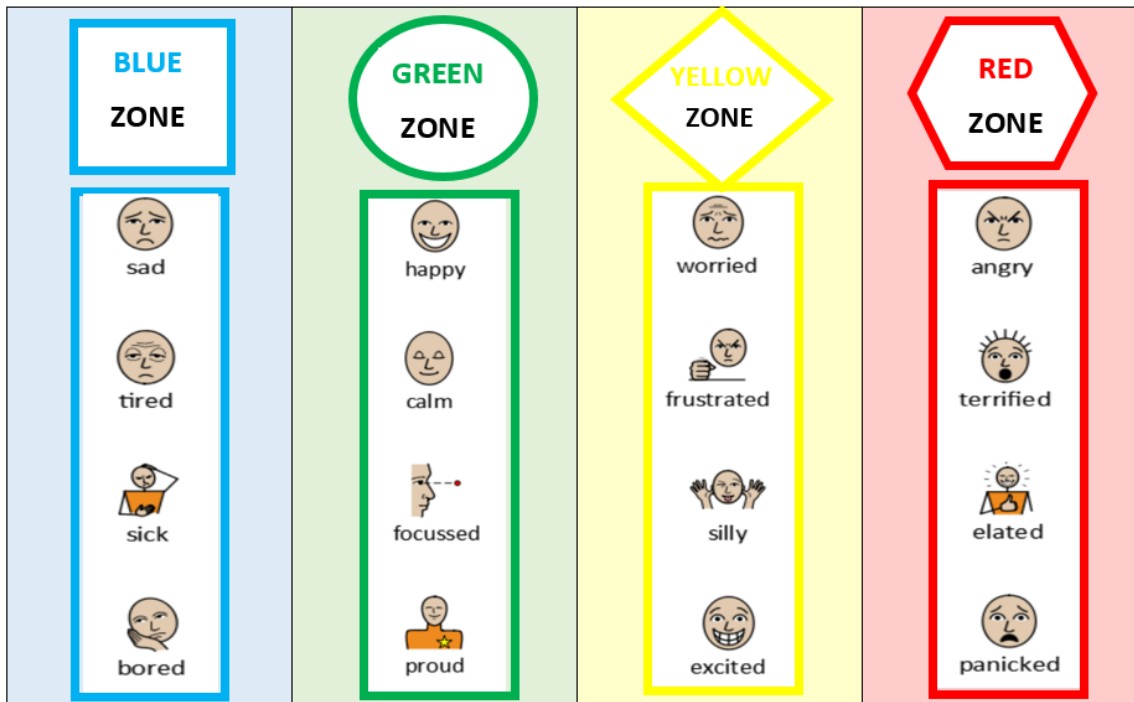 BLUE
ZONE
sad
tired
sick
bored
GREEN
ZONE
happy
calm
focussed
proud
YELLOW
ZONE
worried
frustrated
silly
excited
RED
ZONE
angry
terrified
elated
panicked